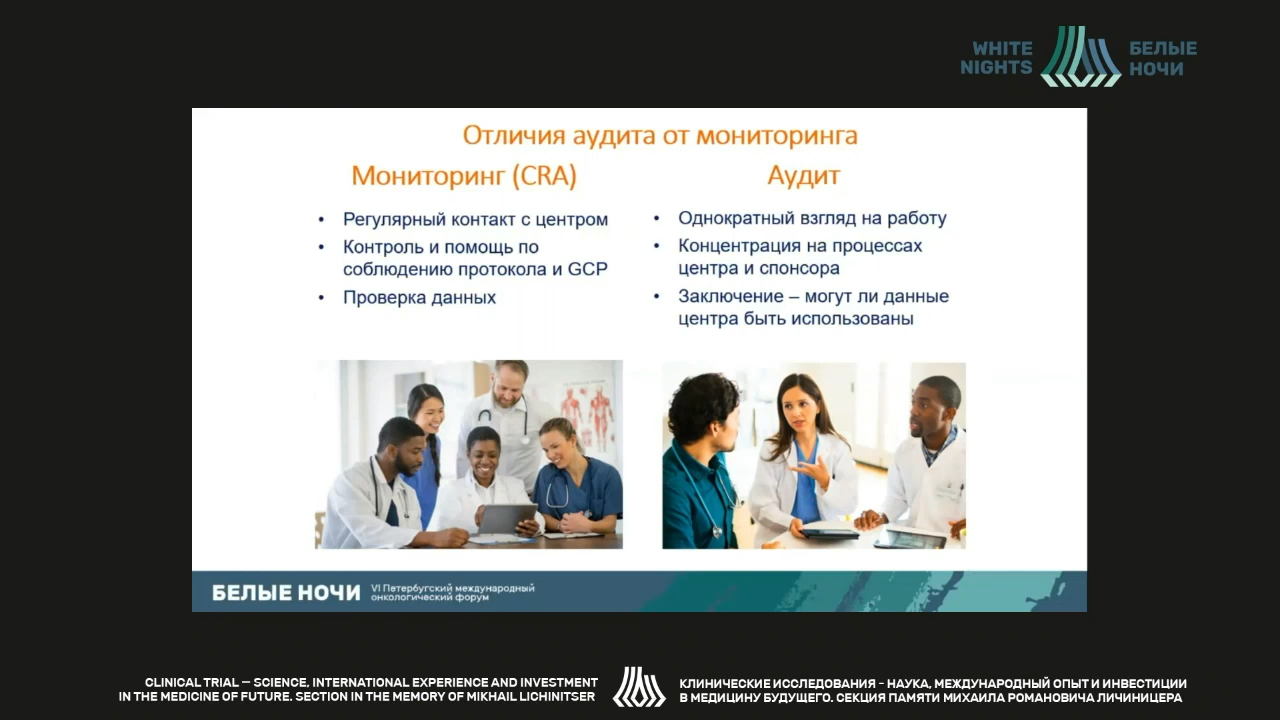 WHITE
NIGHTS
БЕЛЫЕ
НОЧИ
Отличия аудита от мониторинга
Мониторинг (CRA)
• Регулярный контакт с центром
• Контроль и помощь по
соблюдению протокола и GCP
• Проверка данных
Аудит
• Однократный взгляд на работу
• Концентрация на процессах
центра и спонсора
• Заключение – могут ли данные
центра быть использованы
БЕЛЫЕ НОЧИ
VI Петербугский международный
онкологический форум
CLINICAL TRIAL — SCIENCE, INTERNATIONAL EXPERIENCE AND INVESTMENT
IN THE MEDICINE OF FUTURE. SECTION IN THE MEMORY OF MIKHAIL LICHINITSER
КЛИНИЧЕСКИЕ ИССЛЕДОВАНИЯ - НАУКА, МЕЖДУНАРОДНЫЙ ОПЫТ И ИНВЕСТИЦИИ
В МЕДИЦИНУ БУДУЩЕГО. СЕКЦИЯ ПАМЯТИ МИХАИЛА РОМАНОВИЧА ЛИЧИНИЦЕРА